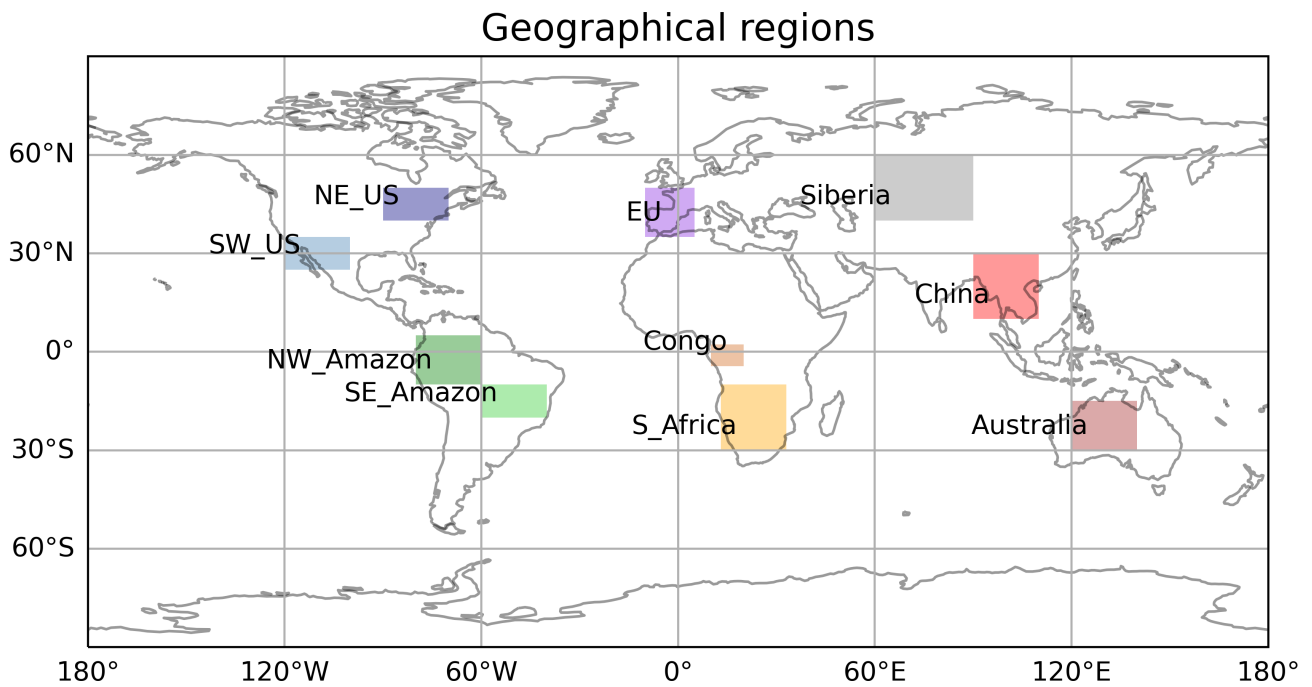 Geographical regions
60°N
NE_US
EU
Siberia
SW_US
30°N
China
Congo
0°
NW_Amazon
SE_Amazon
S_Africa
Australia
30°S
60°S
180°
120°W
60°W
0°
60°E
120°E
180°